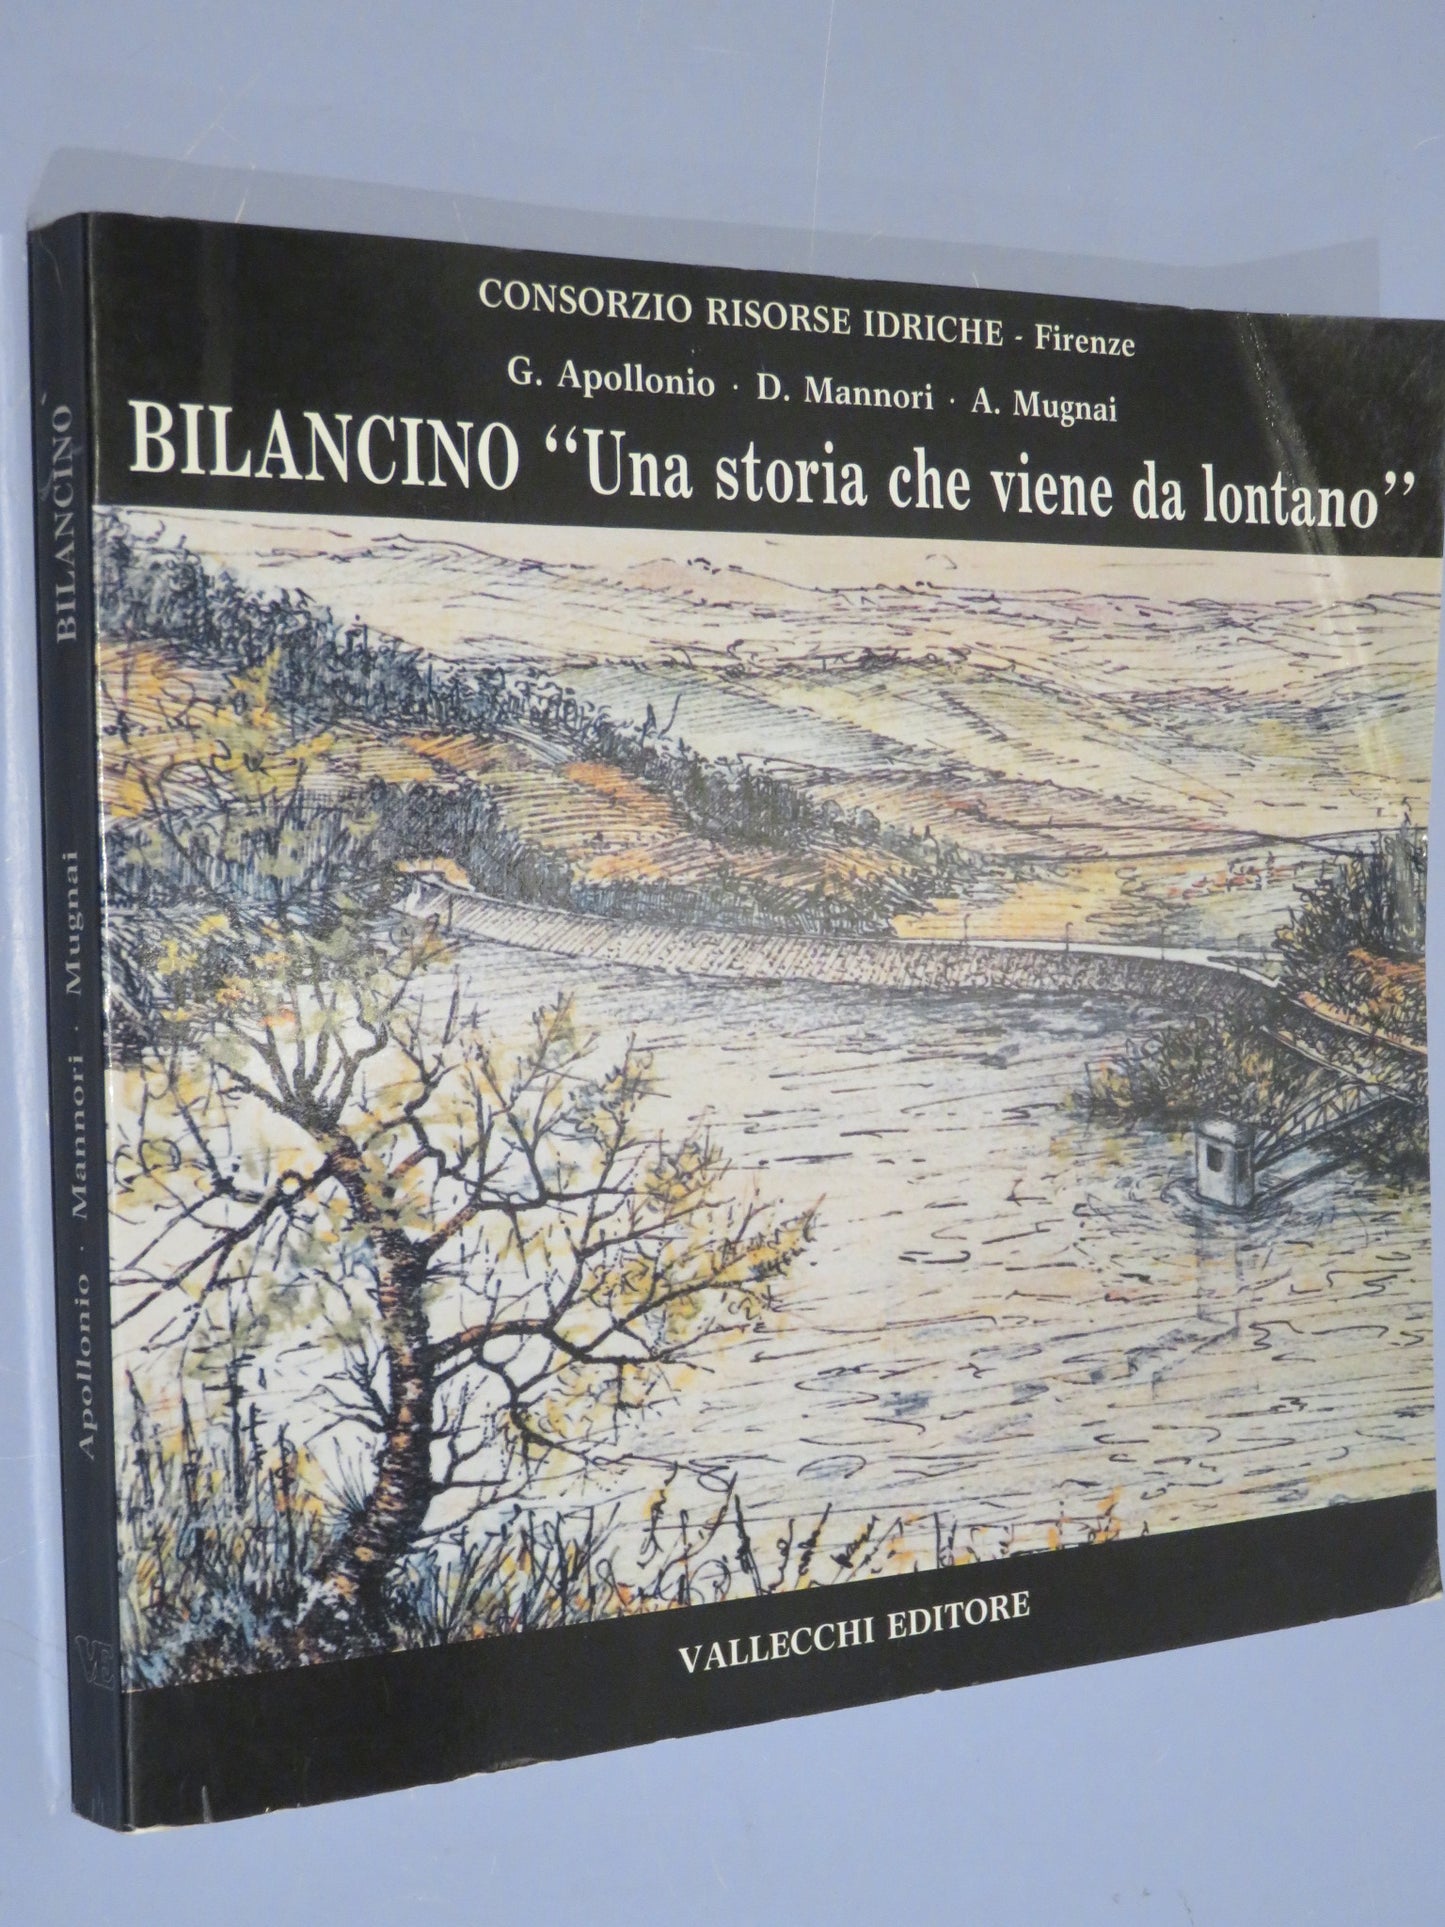 CONSORZIO RISORSE IDRICHE - Firenze
G. Apollonio · D. Mannori · A. Mugnai
BILANCINO “Una storia che viene da lontano”
VALLECCHI EDITORE
Apollonio · Mannori · Mugnai BILANCINO
VE